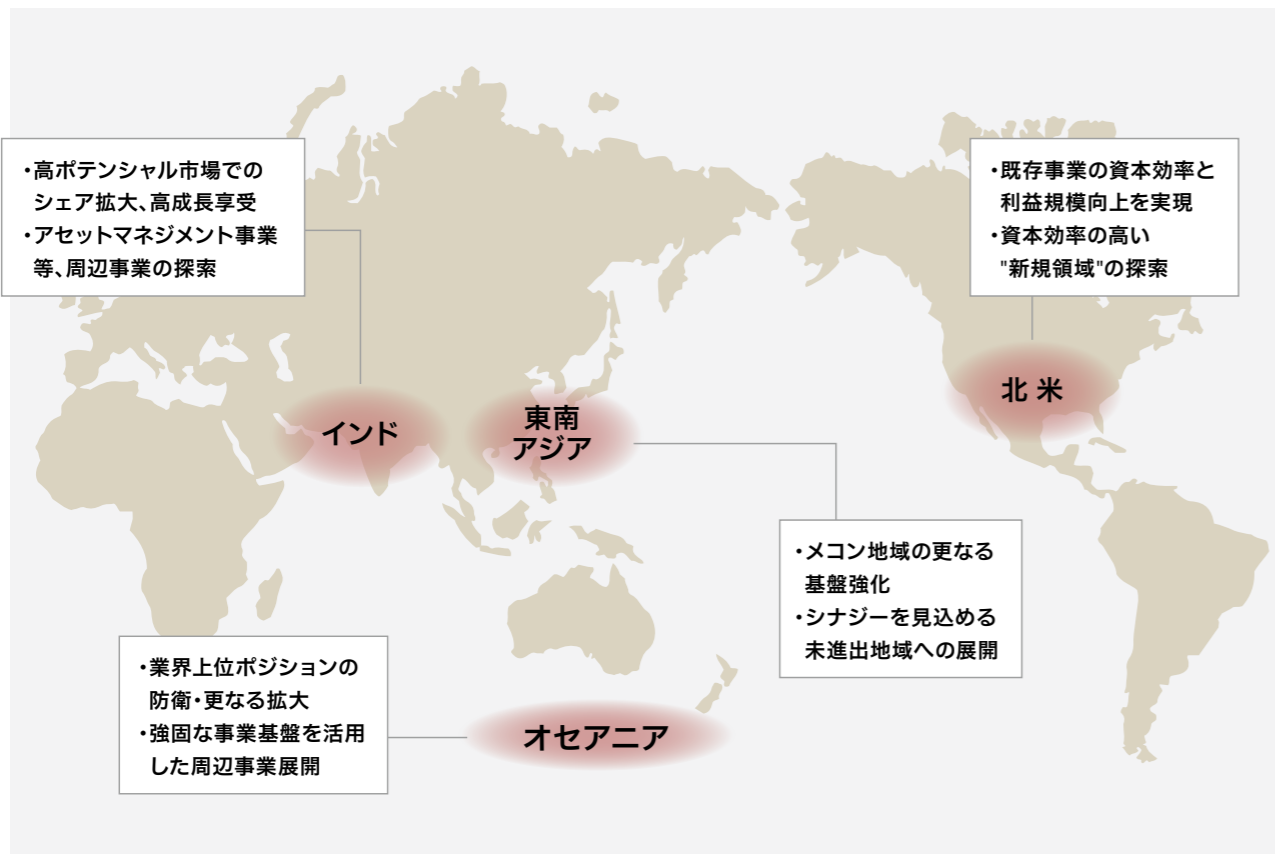 ・高ポテンシャル市場での
シェア拡大、高成長享受
・アセットマネジメント事業
等、周辺事業の探索
・既存事業の資本効率と
利益規模向上を実現
・資本効率の高い
"新規領域"の探索
インド
東南
アジア
北米
・メコン地域の更なる
基盤強化
・シナジーを見込める
未進出地域への展開
・業界上位ポジションの
防衛・更なる拡大
・強固な事業基盤を活用
した周辺事業展開
オセアニア